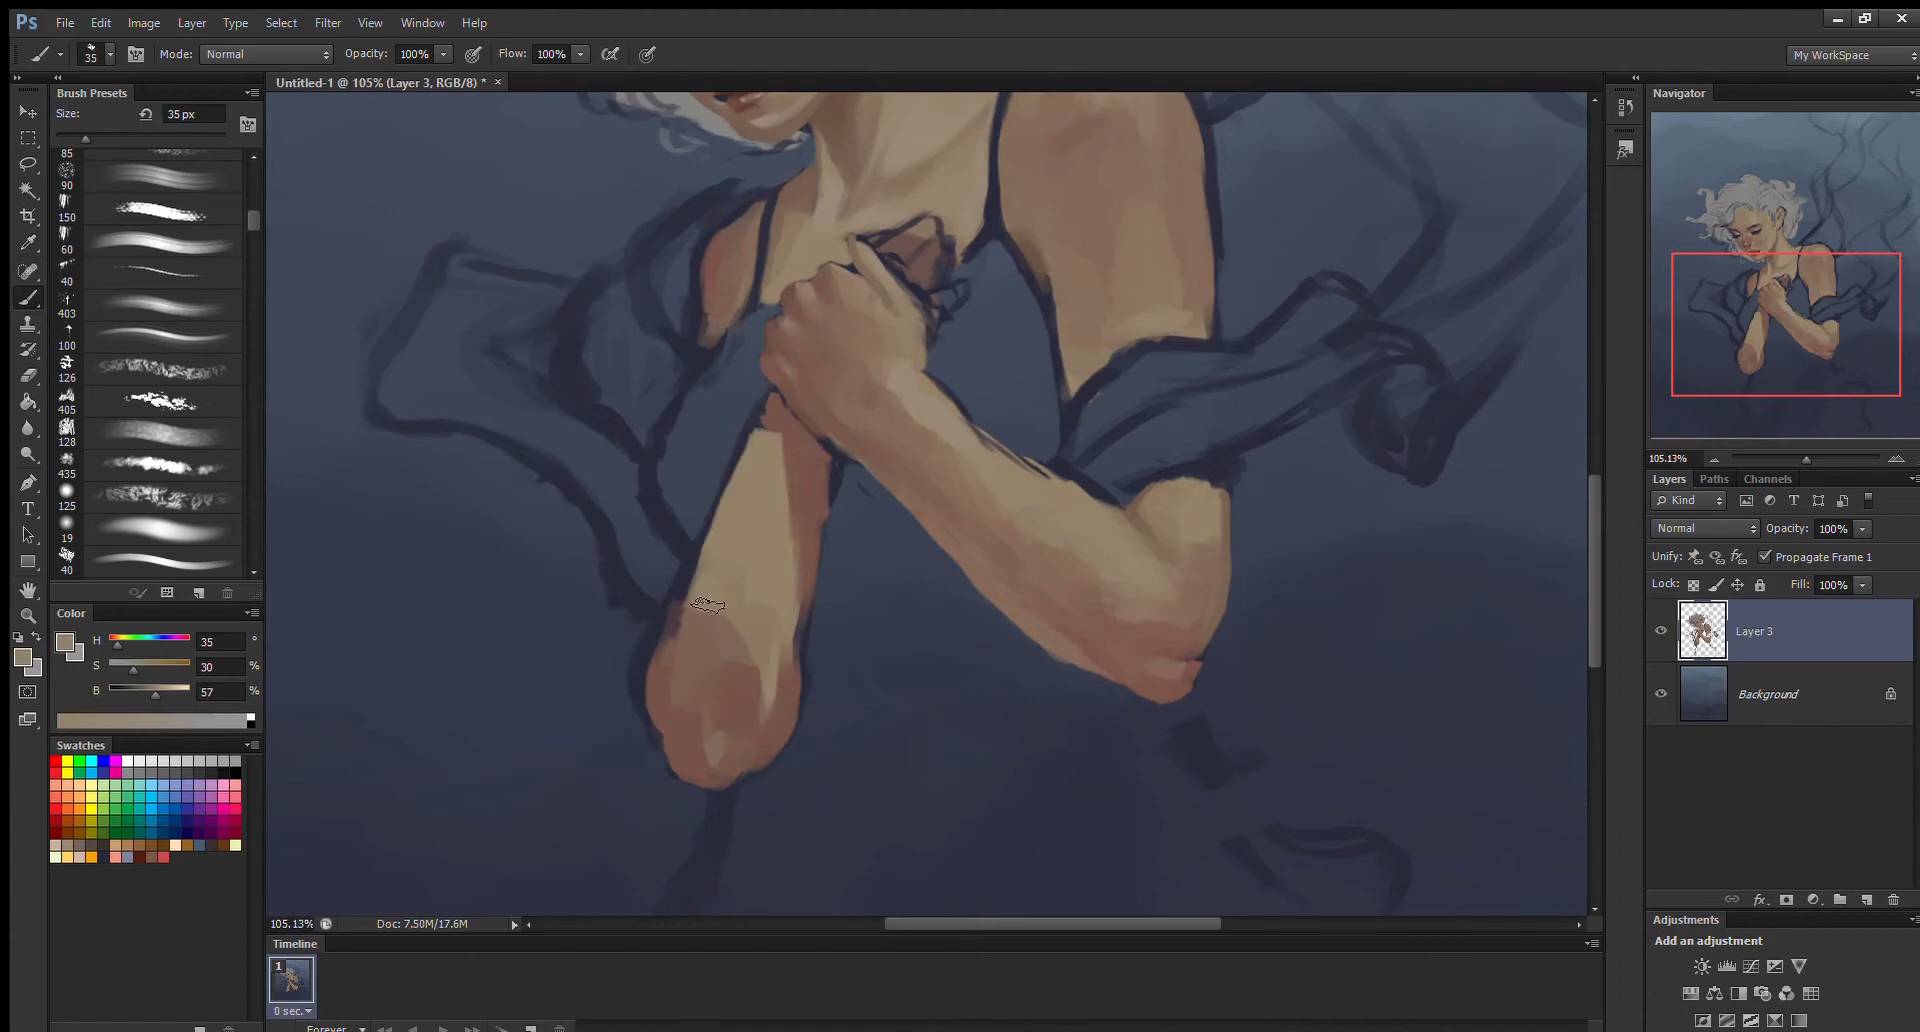 Ps File Edit Image Layer Type Select Filter View Window Help
35 Mode: Normal Opacity: 100% Flow: 100% My WorkSpace
Brush Presets
Untitled-1 @ 105% (Layer 3, RGB/8) * ×
Navigator
Size: 35 px
85
90
150
60
40
403
100
126
405
128
435
125
19
40
105.13%
Layers Paths Channels
Kind
Normal Opacity: 100%
Unify: Propagate Frame 1
Lock: Fill: 100%
Layer 3
Background
Color
H 35 °
S 30 %
B 57 %
Swatches
105.13% Doc: 7.50M/17.6M
Timeline
1
0 sec.
Forever
Adjustments
Add an adjustment